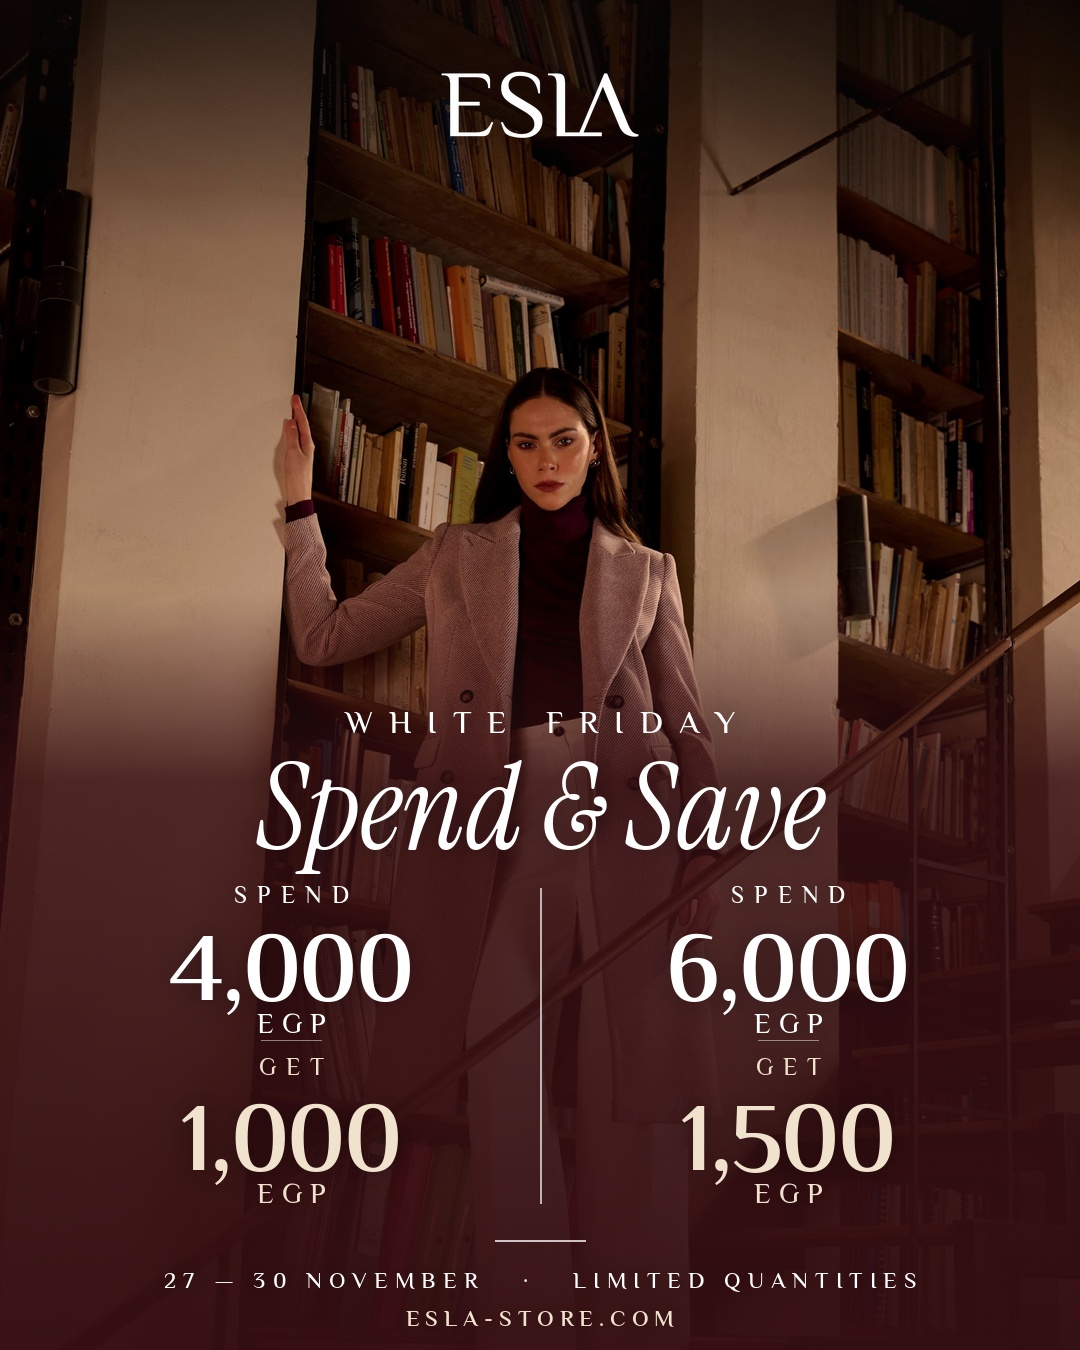 ESLA
WHITE FRIDAY
Spend & Save
SPEND
4,000
EGP
GET
1,000
EGP
SPEND
6,000
EGP
GET
1,500
EGP
27 — 30 NOVEMBER · LIMITED QUANTITIES
ESLA-STORE.COM